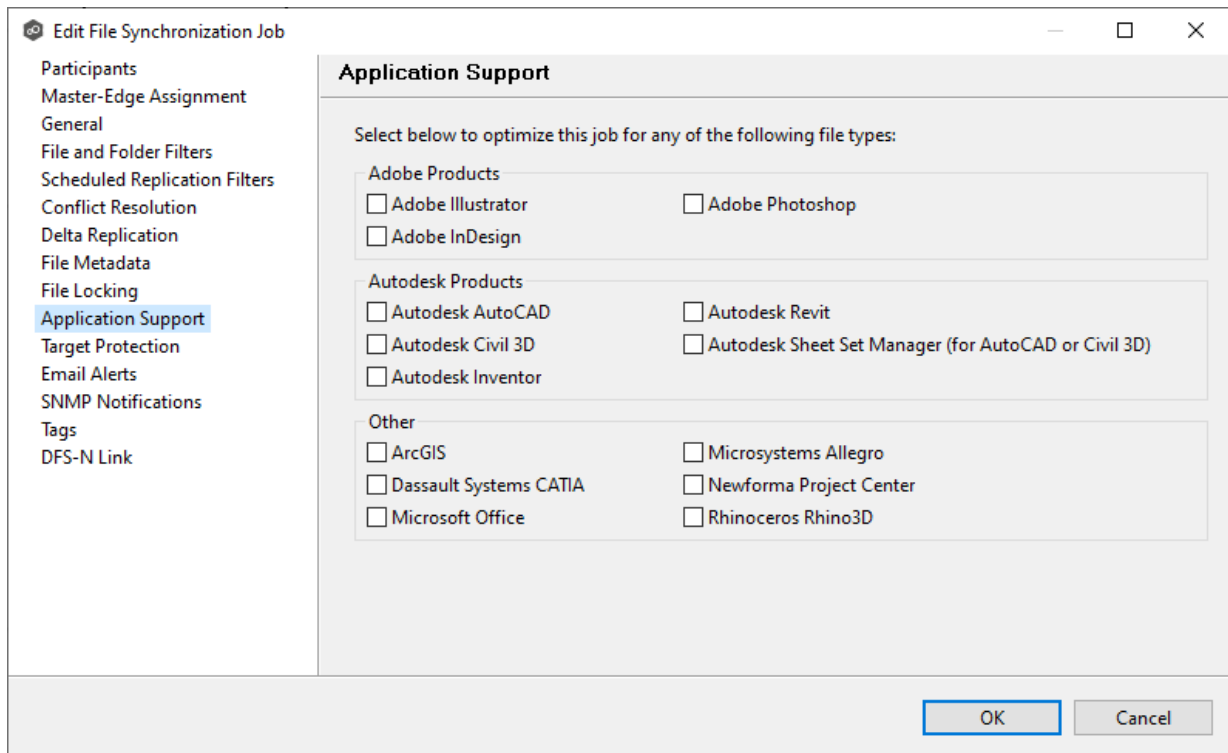 Edit File Synchronization Job
Participants
Master-Edge Assignment
General
File and Folder Filters
Scheduled Replication Filters
Conflict Resolution
Delta Replication
File Metadata
File Locking
Application Support
Target Protection
Email Alerts
SNMP Notifications
Tags
DFS-N Link
Application Support
Select below to optimize this job for any of the following file types:
Adobe Products
Adobe Illustrator
Adobe Photoshop
Adobe InDesign
Autodesk Products
Autodesk AutoCAD
Autodesk Revit
Autodesk Civil 3D
Autodesk Sheet Set Manager (for AutoCAD or Civil 3D)
Autodesk Inventor
Other
ArcGIS
Microsystems Allegro
Dassault Systems CATIA
Newforma Project Center
Microsoft Office
Rhinoceros Rhino3D
OK
Cancel